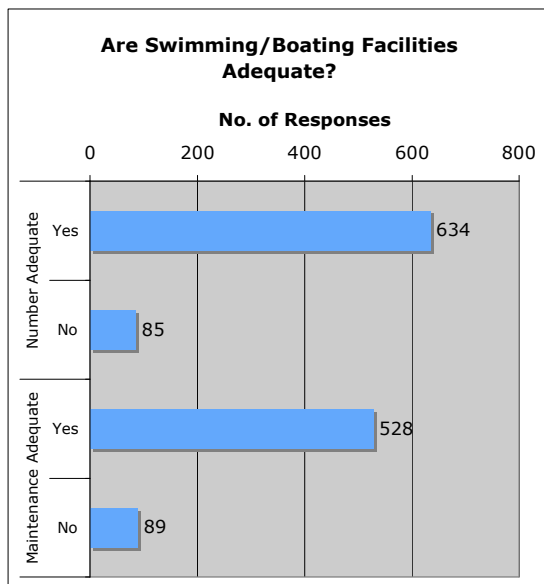 Are Swimming/Boating Facilities
Adequate?
No. of Responses
0 200 400 600 800
Number Adequate
Yes 634
No 85
Maintenance Adequate
Yes 528
No 89